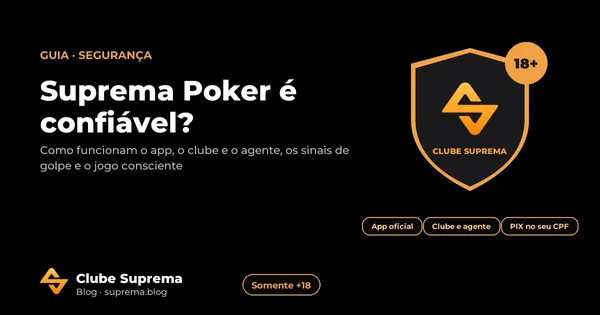 GUIA · SEGURANÇA
Suprema Poker é
confiável?
Como funcionam o app, o clube e o agente, os sinais de
golpe e o jogo consciente
18+
CLUBE SUPREMA
App oficial
Clube e agente
PIX no seu CPF
Clube Suprema
Blog · suprema.blog
Somente +18